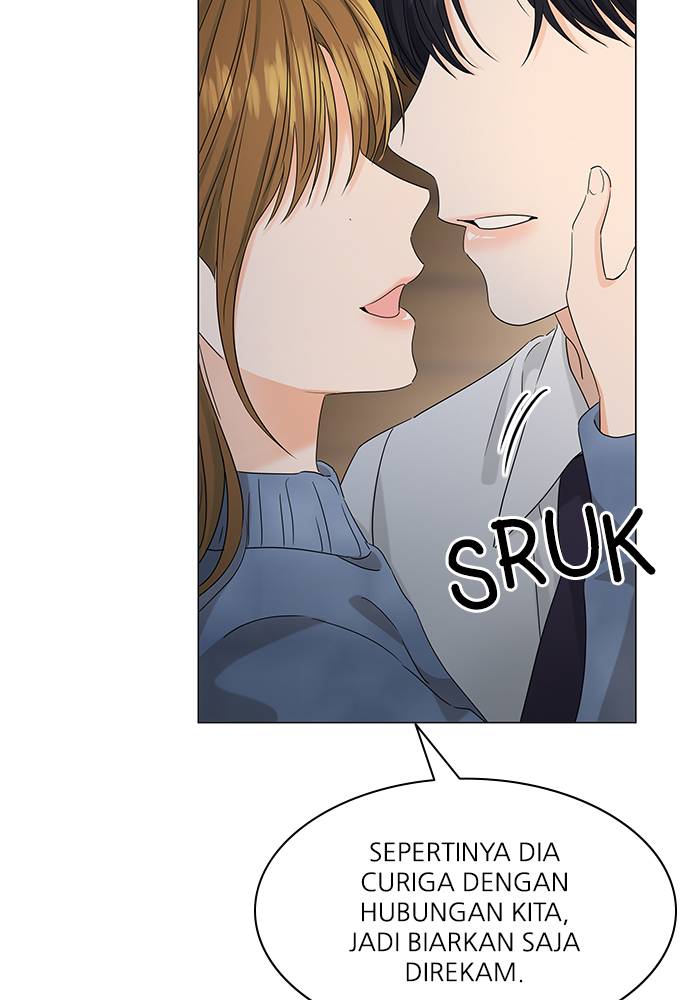 SRUK
SEPERTINYA DIA
CURIGA DENGAN
HUBUNGAN KITA,
JADI BIARKAN SAJA
DIREKAM.